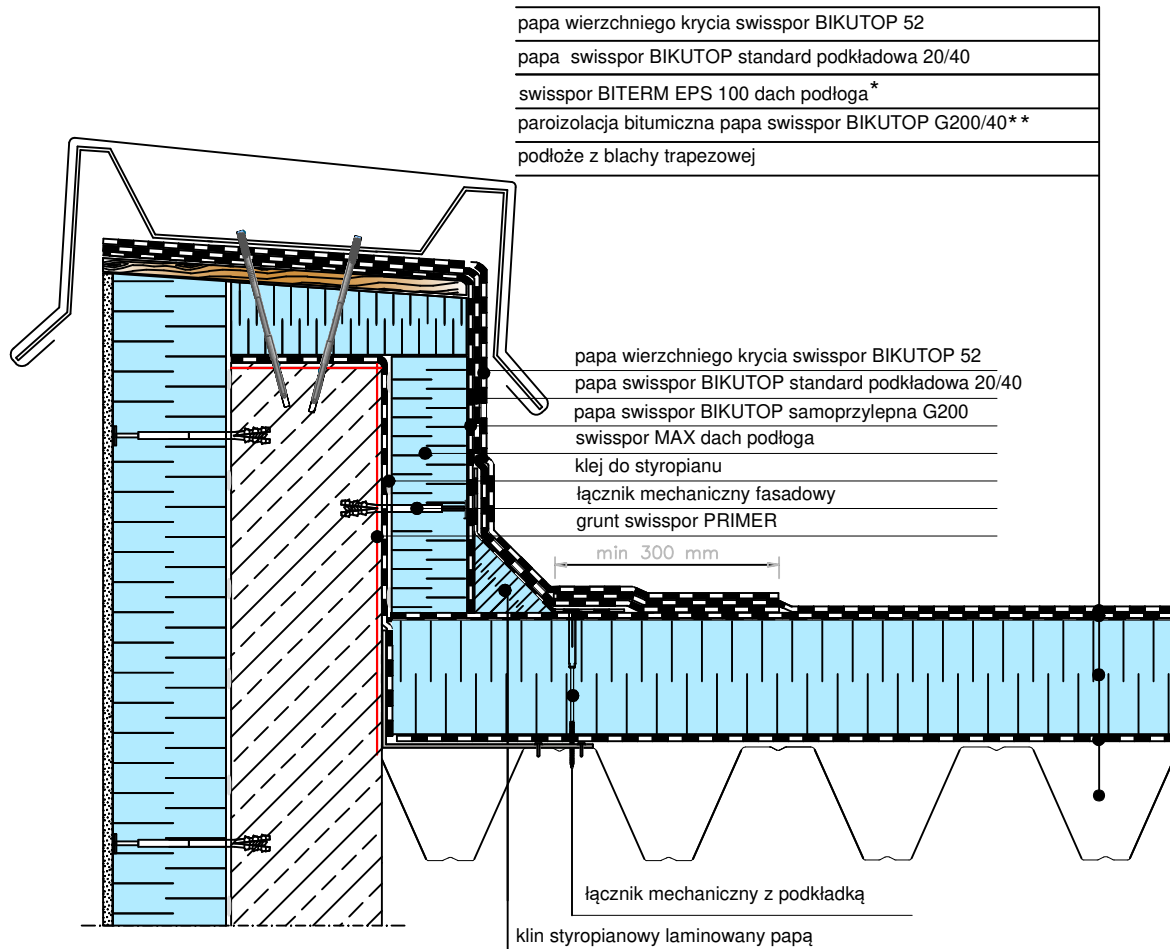 papa wierzchniego krycia swisspor BIKUTOP 52
papa swisspor BIKUTOP standard podkładowa 20/40
swisspor BITERM EPS 100 dach podłoga*
paroizolacja bitumiczna papa swisspor BIKUTOP G200/40**
podłoże z blachy trapezowej
papa wierzchniego krycia swisspor BIKUTOP 52
papa swisspor BIKUTOP standard podkładowa 20/40
papa swisspor BIKUTOP samoprzylepna G200
swisspor MAX dach podłoga
klej do styropianu
łącznik mechaniczny fasadowy
grunt swisspor PRIMER
min 300 mm
łącznik mechaniczny z podkładką
klin styropianowy laminowany papą